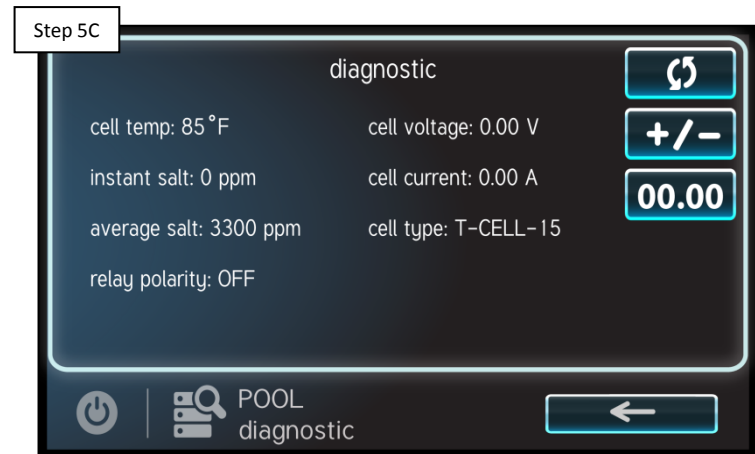 Step 5C
diagnostic
cell temp: 85°F
cell voltage: 0.00 V
+/-
instant salt: 0 ppm
cell current: 0.00 A
00.00
average salt: 3300 ppm
cell type: T-CELL-15
relay polarity: OFF
POOL
diagnostic